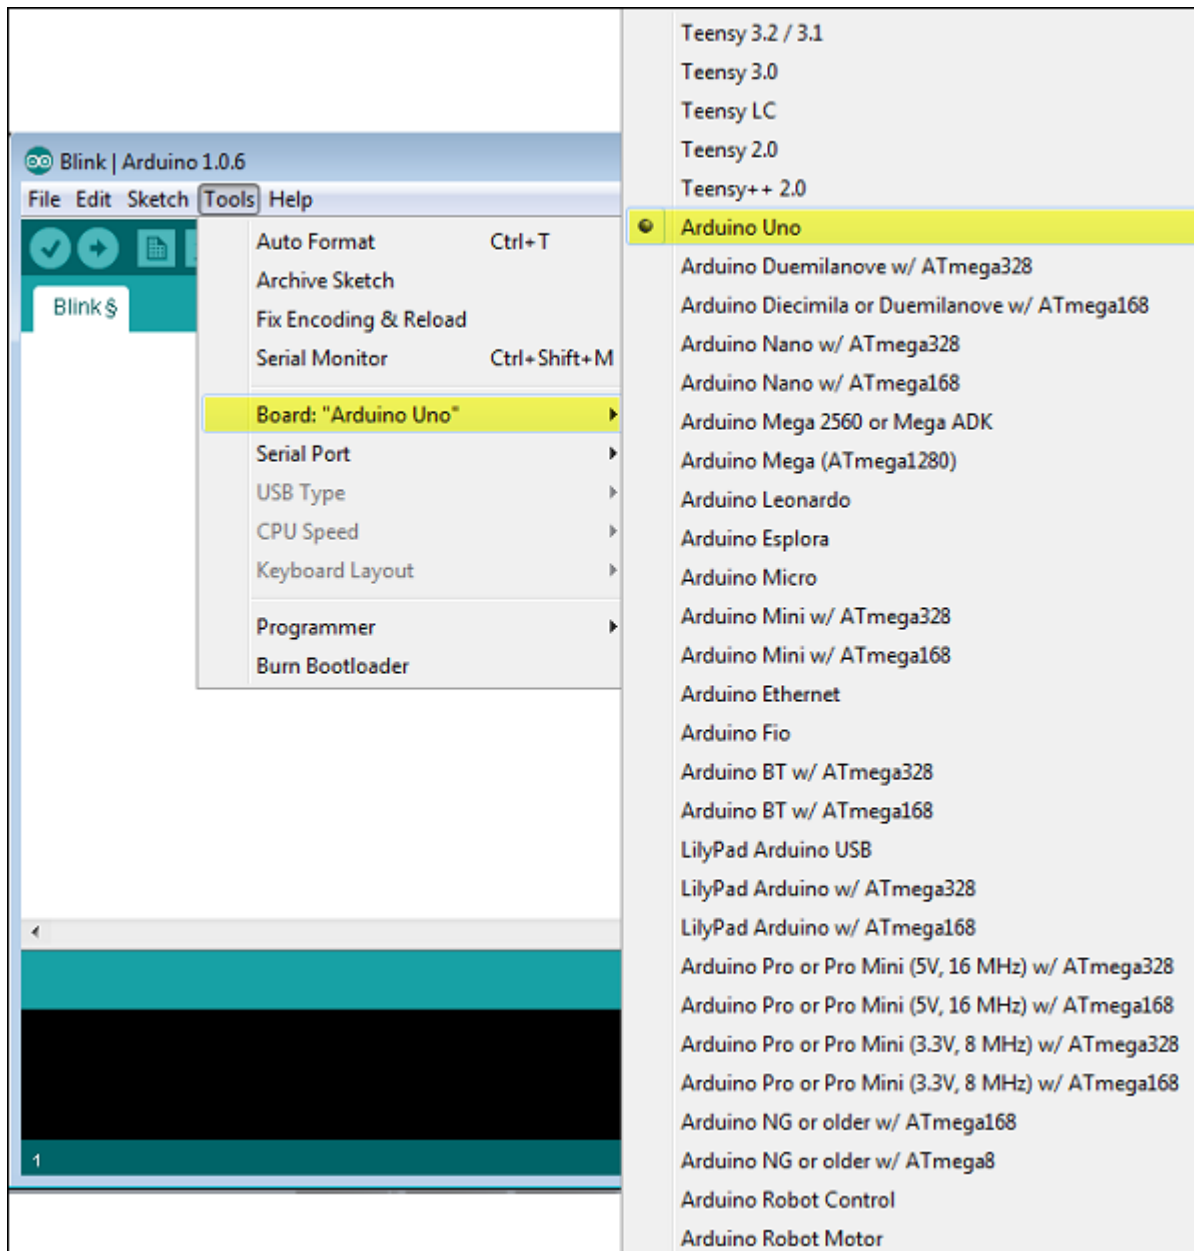 Blink | Arduino 1.0.6
File Edit Sketch Tools Help
Blink §
Auto Format Ctrl+T
Archive Sketch
Fix Encoding & Reload
Serial Monitor Ctrl+Shift+M
Board: "Arduino Uno"
Serial Port
USB Type
CPU Speed
Keyboard Layout
Programmer
Burn Bootloader
1
Teensy 3.2 / 3.1
Teensy 3.0
Teensy LC
Teensy 2.0
Teensy++ 2.0
Arduino Uno
Arduino Duemilanove w/ ATmega328
Arduino Diecimila or Duemilanove w/ ATmega168
Arduino Nano w/ ATmega328
Arduino Nano w/ ATmega168
Arduino Mega 2560 or Mega ADK
Arduino Mega (ATmega1280)
Arduino Leonardo
Arduino Esplora
Arduino Micro
Arduino Mini w/ ATmega328
Arduino Mini w/ ATmega168
Arduino Ethernet
Arduino Fio
Arduino BT w/ ATmega328
Arduino BT w/ ATmega168
LilyPad Arduino USB
LilyPad Arduino w/ ATmega328
LilyPad Arduino w/ ATmega168
Arduino Pro or Pro Mini (5V, 16 MHz) w/ ATmega328
Arduino Pro or Pro Mini (5V, 16 MHz) w/ ATmega168
Arduino Pro or Pro Mini (3.3V, 8 MHz) w/ ATmega328
Arduino Pro or Pro Mini (3.3V, 8 MHz) w/ ATmega168
Arduino NG or older w/ ATmega168
Arduino NG or older w/ ATmega8
Arduino Robot Control
Arduino Robot Motor